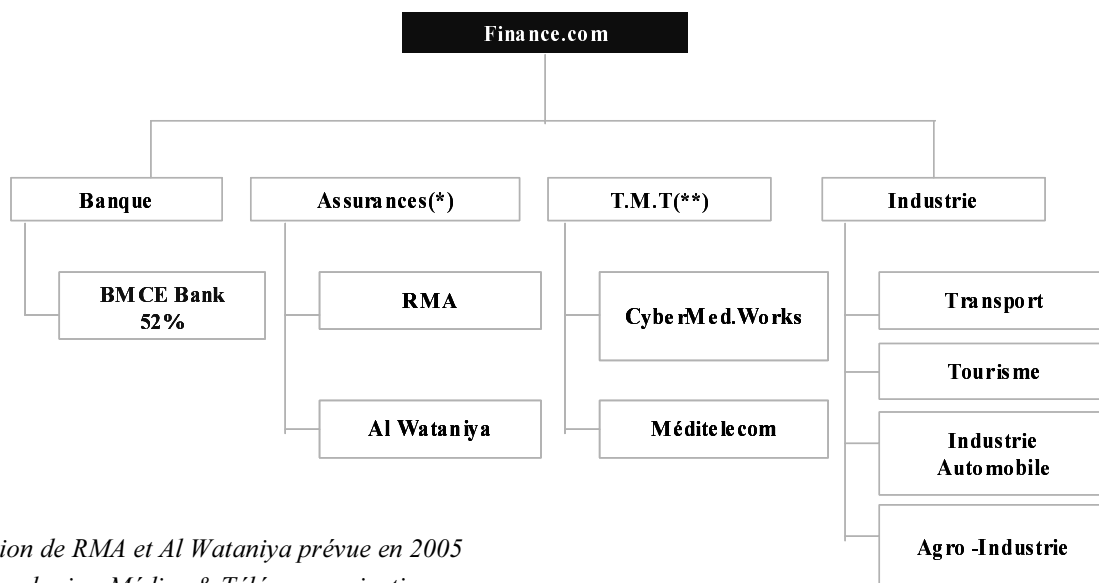 Finance.com
Banque
Assurances(*)
T.M.T(**)
Industrie
BMCE Bank
52%
RMA
Al Wataniya
CyberMed.Works
Méditelecom
Transport
Tourisme
Industrie
Automobile
Agro -Industrie
de RMA et Al Wataniya prévue en 2005